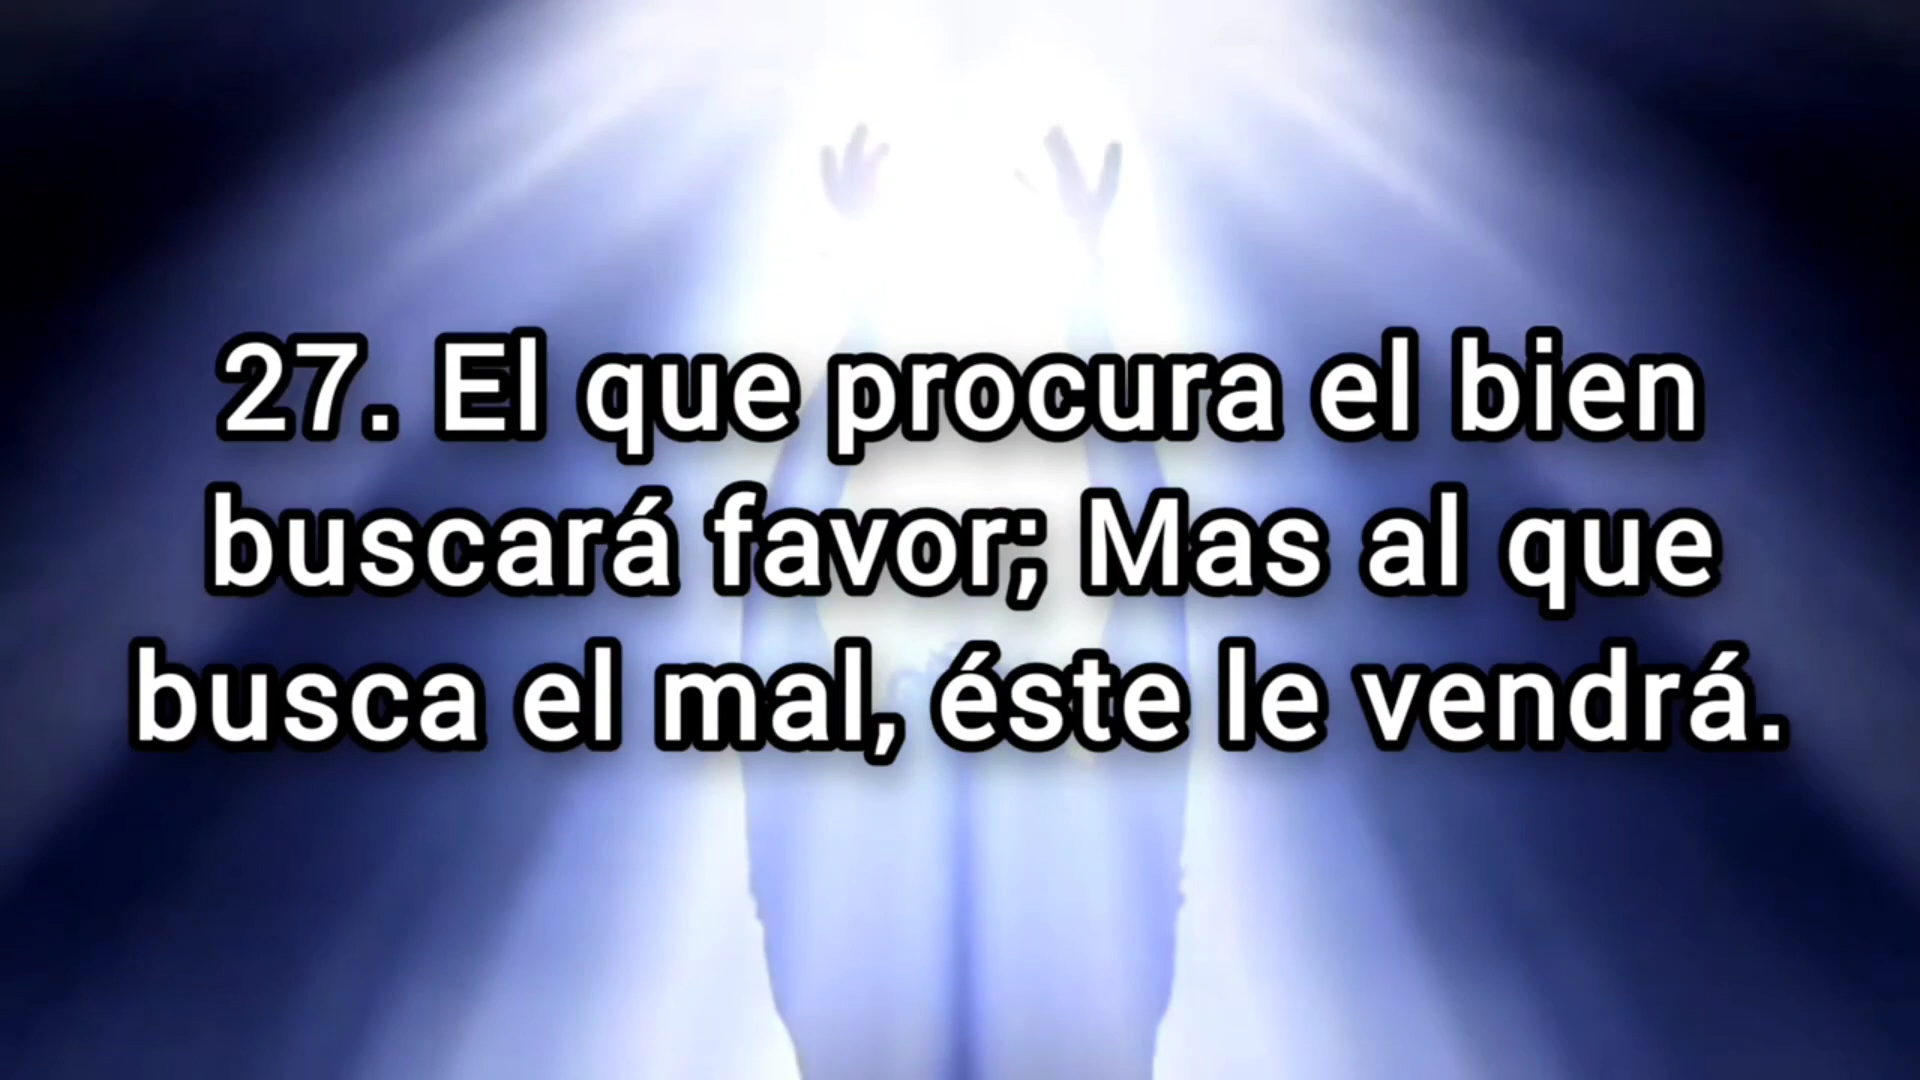 27. El que procura el bien
buscará favor; Mas al que
busca el mal, éste le vendrá.